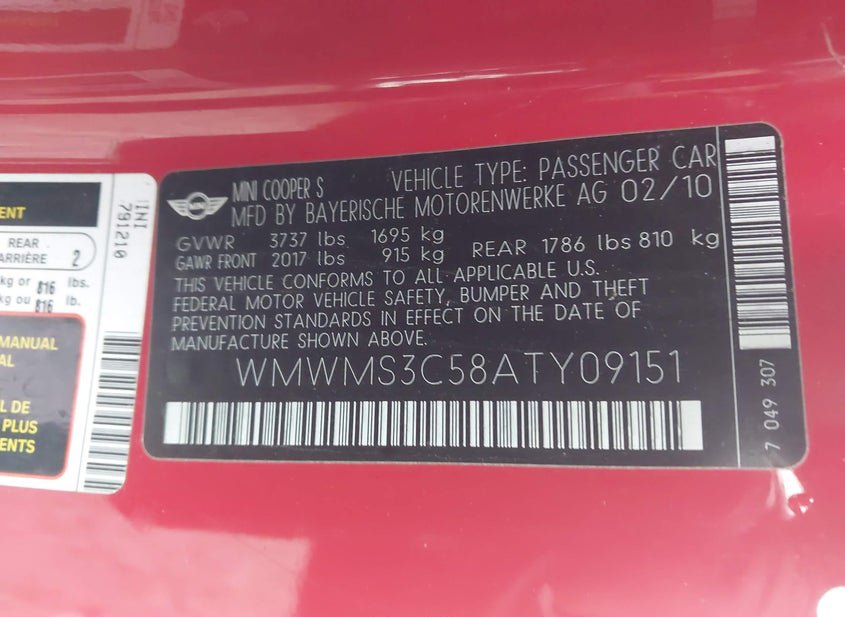 ENT
REAR
ARRIÈRE
2
kg or 816 lbs.
kg ou 816 lb.
MANUAL
AL
L DE
PLUS
ENTS
INI
791210
MINI
MINI COOPER S VEHICLE TYPE: PASSENGER CAR
MFD BY BAYERISCHE MOTORENWERKE AG 02/10
GVWR 3737 lbs 1695 kg
GAWR FRONT 2017 lbs 915 kg REAR 1786 lbs 810 kg
THIS VEHICLE CONFORMS TO ALL APPLICABLE U.S.
FEDERAL MOTOR VEHICLE SAFETY, BUMPER AND THEFT
PREVENTION STANDARDS IN EFFECT ON THE DATE OF
MANUFACTURE SHOWN ABOVE.
WMWMS3C58ATY09151
7 049 307